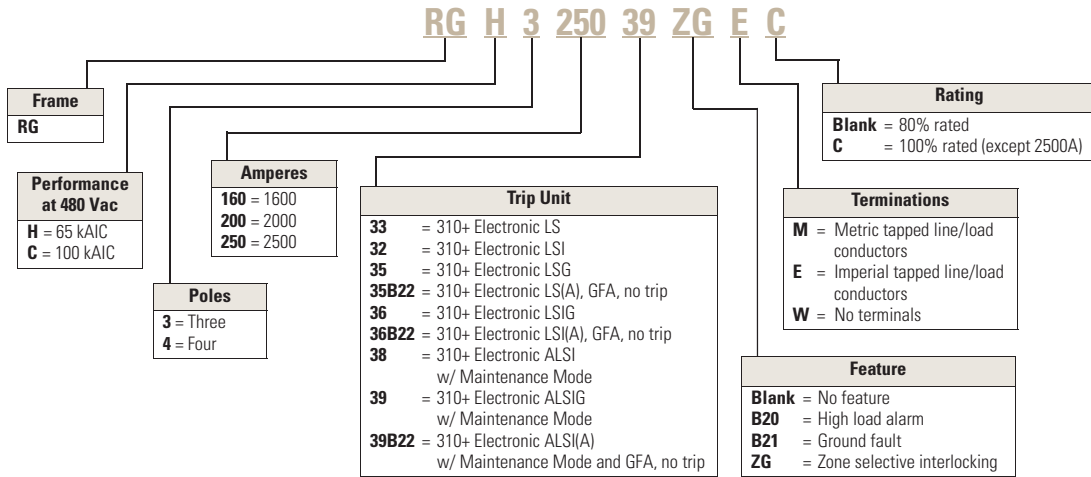 RG H 3 250 39 ZG E C
Frame
RG
Performance
at 480 Vac
H = 65 kAIC
C = 100 kAIC
Poles
3 = Three
4 = Four
Amperes
160 = 1600
200 = 2000
250 = 2500
Trip Unit
33 = 310+ Electronic LS
32 = 310+ Electronic LSI
35 = 310+ Electronic LSG
35B22 = 310+ Electronic LS(A), GFA, no trip
36 = 310+ Electronic LSIG
36B22 = 310+ Electronic LSI(A), GFA, no trip
38 = 310+ Electronic ALSI
w/ Maintenance Mode
39 = 310+ Electronic ALSIG
w/ Maintenance Mode
39B22 = 310+ Electronic ALSI(A)
w/ Maintenance Mode and GFA, no trip
Rating
Blank = 80% rated
C = 100% rated (except 2500A)
Terminations
M = Metric tapped line/load
conductors
E = Imperial tapped line/load
conductors
W = No terminals
Feature
Blank = No feature
B20 = High load alarm
B21 = Ground fault
ZG = Zone selective interlocking